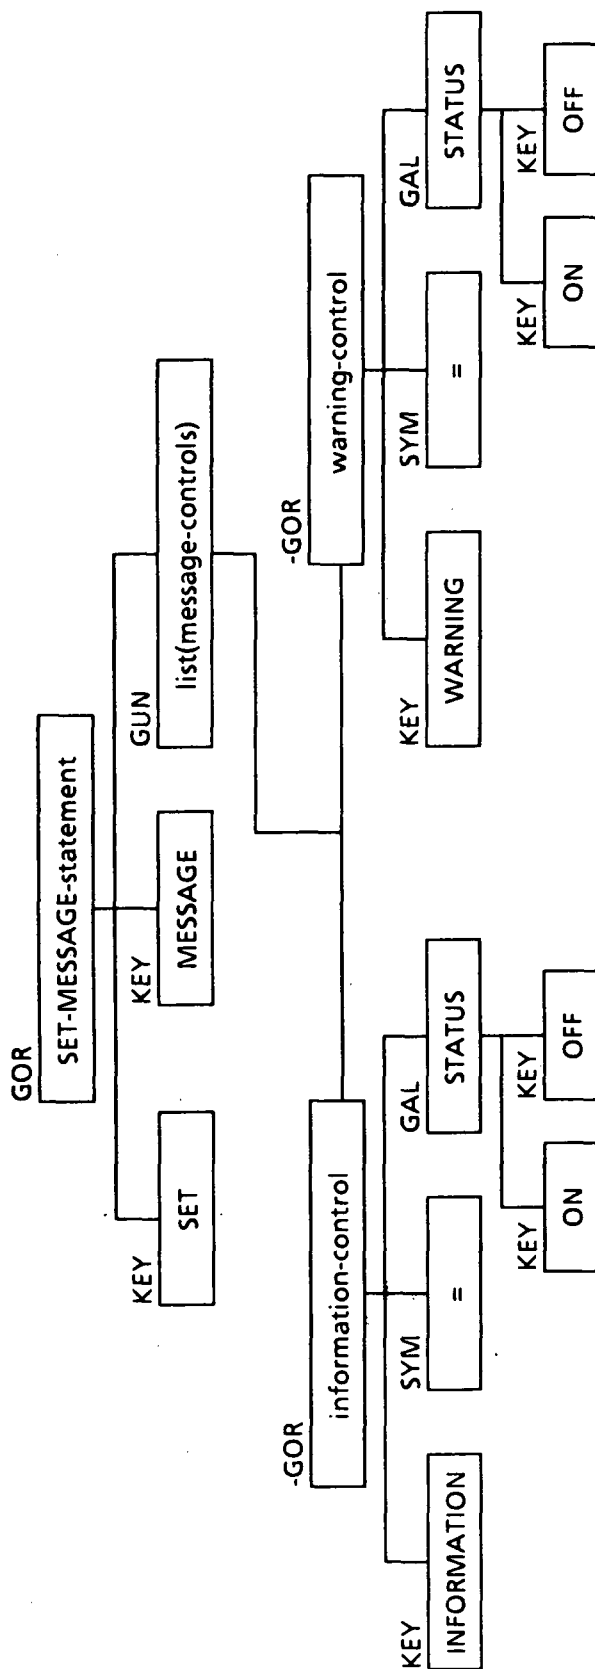 GOR
SET-MESSAGE-statement
KEY
SET
KEY
MESSAGE
GUN
list(message-controls)
-GOR
information-control
-GOR
warning-control
KEY
INFORMATION
SYM
=
GAL
STATUS
KEY
WARNING
SYM
=
GAL
STATUS
KEY
ON
KEY
OFF
KEY
ON
KEY
OFF